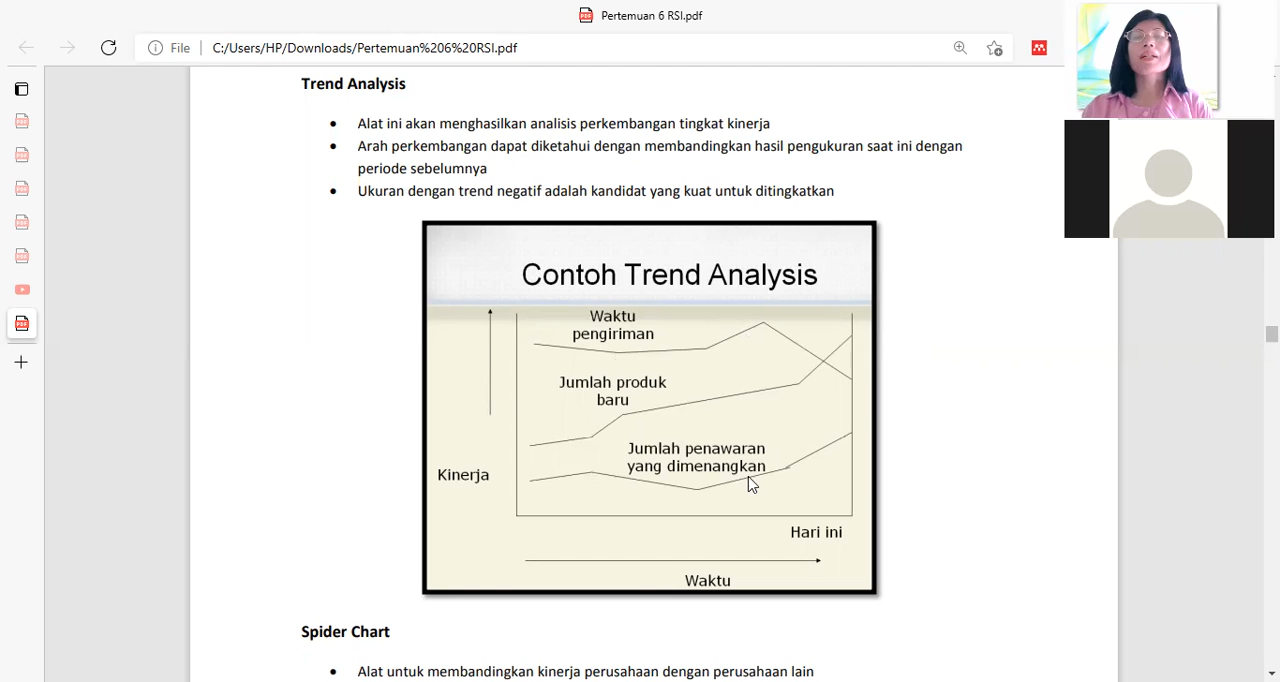 Pertemuan 6 RSI.pdf
File
C:/Users/HP/Downloads/Pertemuan%206%20RSI.pdf
Trend Analysis
• Alat ini akan menghasikan analisis perkembangan tingkat kinerja
• Arah perkembangan dapat diketahui dengan membandingkan hasil pengukuran saat ini dengan
periode sebelumnya
• Ukuran dengan trend negatif adalah kandidat yang kuat untuk ditingkatkan
Contoh Trend Analysis
Waktu
pengiriman
Jumlah produk
baru
Jumlah penawaran
yang dimenangkan
Kinerja
Hari ini
Waktu
Spider Chart
• Alat untuk membandingkan kinerja perusahaan dengan perusahaan lain